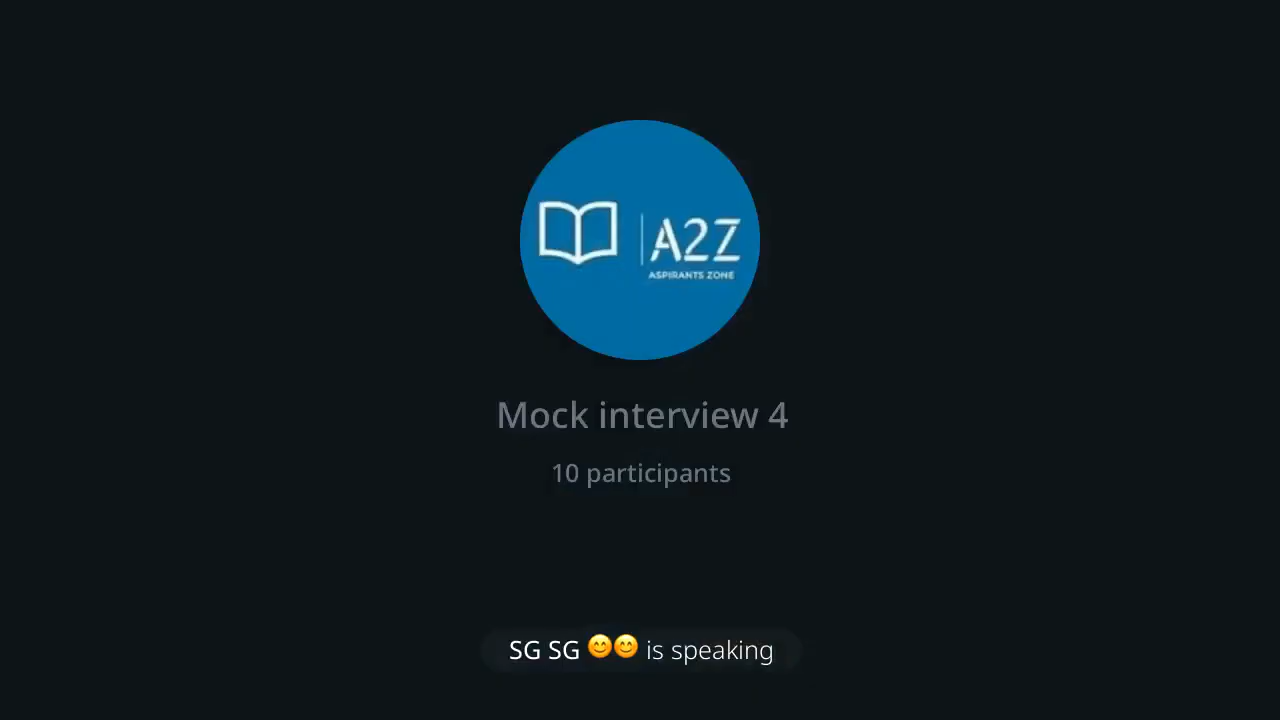 A2Z
ASPIRANTS ZONE
Mock interview 4
10 participants
SG SG 😊😊 is speaking